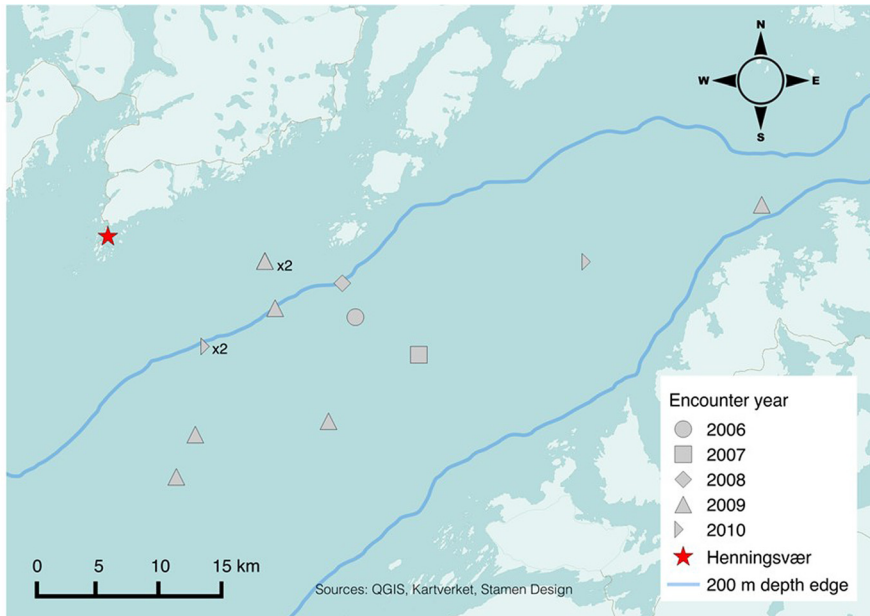 N
W E
S
x2
x2
Encounter year
2006
2007
2008
2009
2010
Henningsvær
200 m depth edge
0 5 10 15 km
Sources: QGIS, Kartverket, Stamen Design